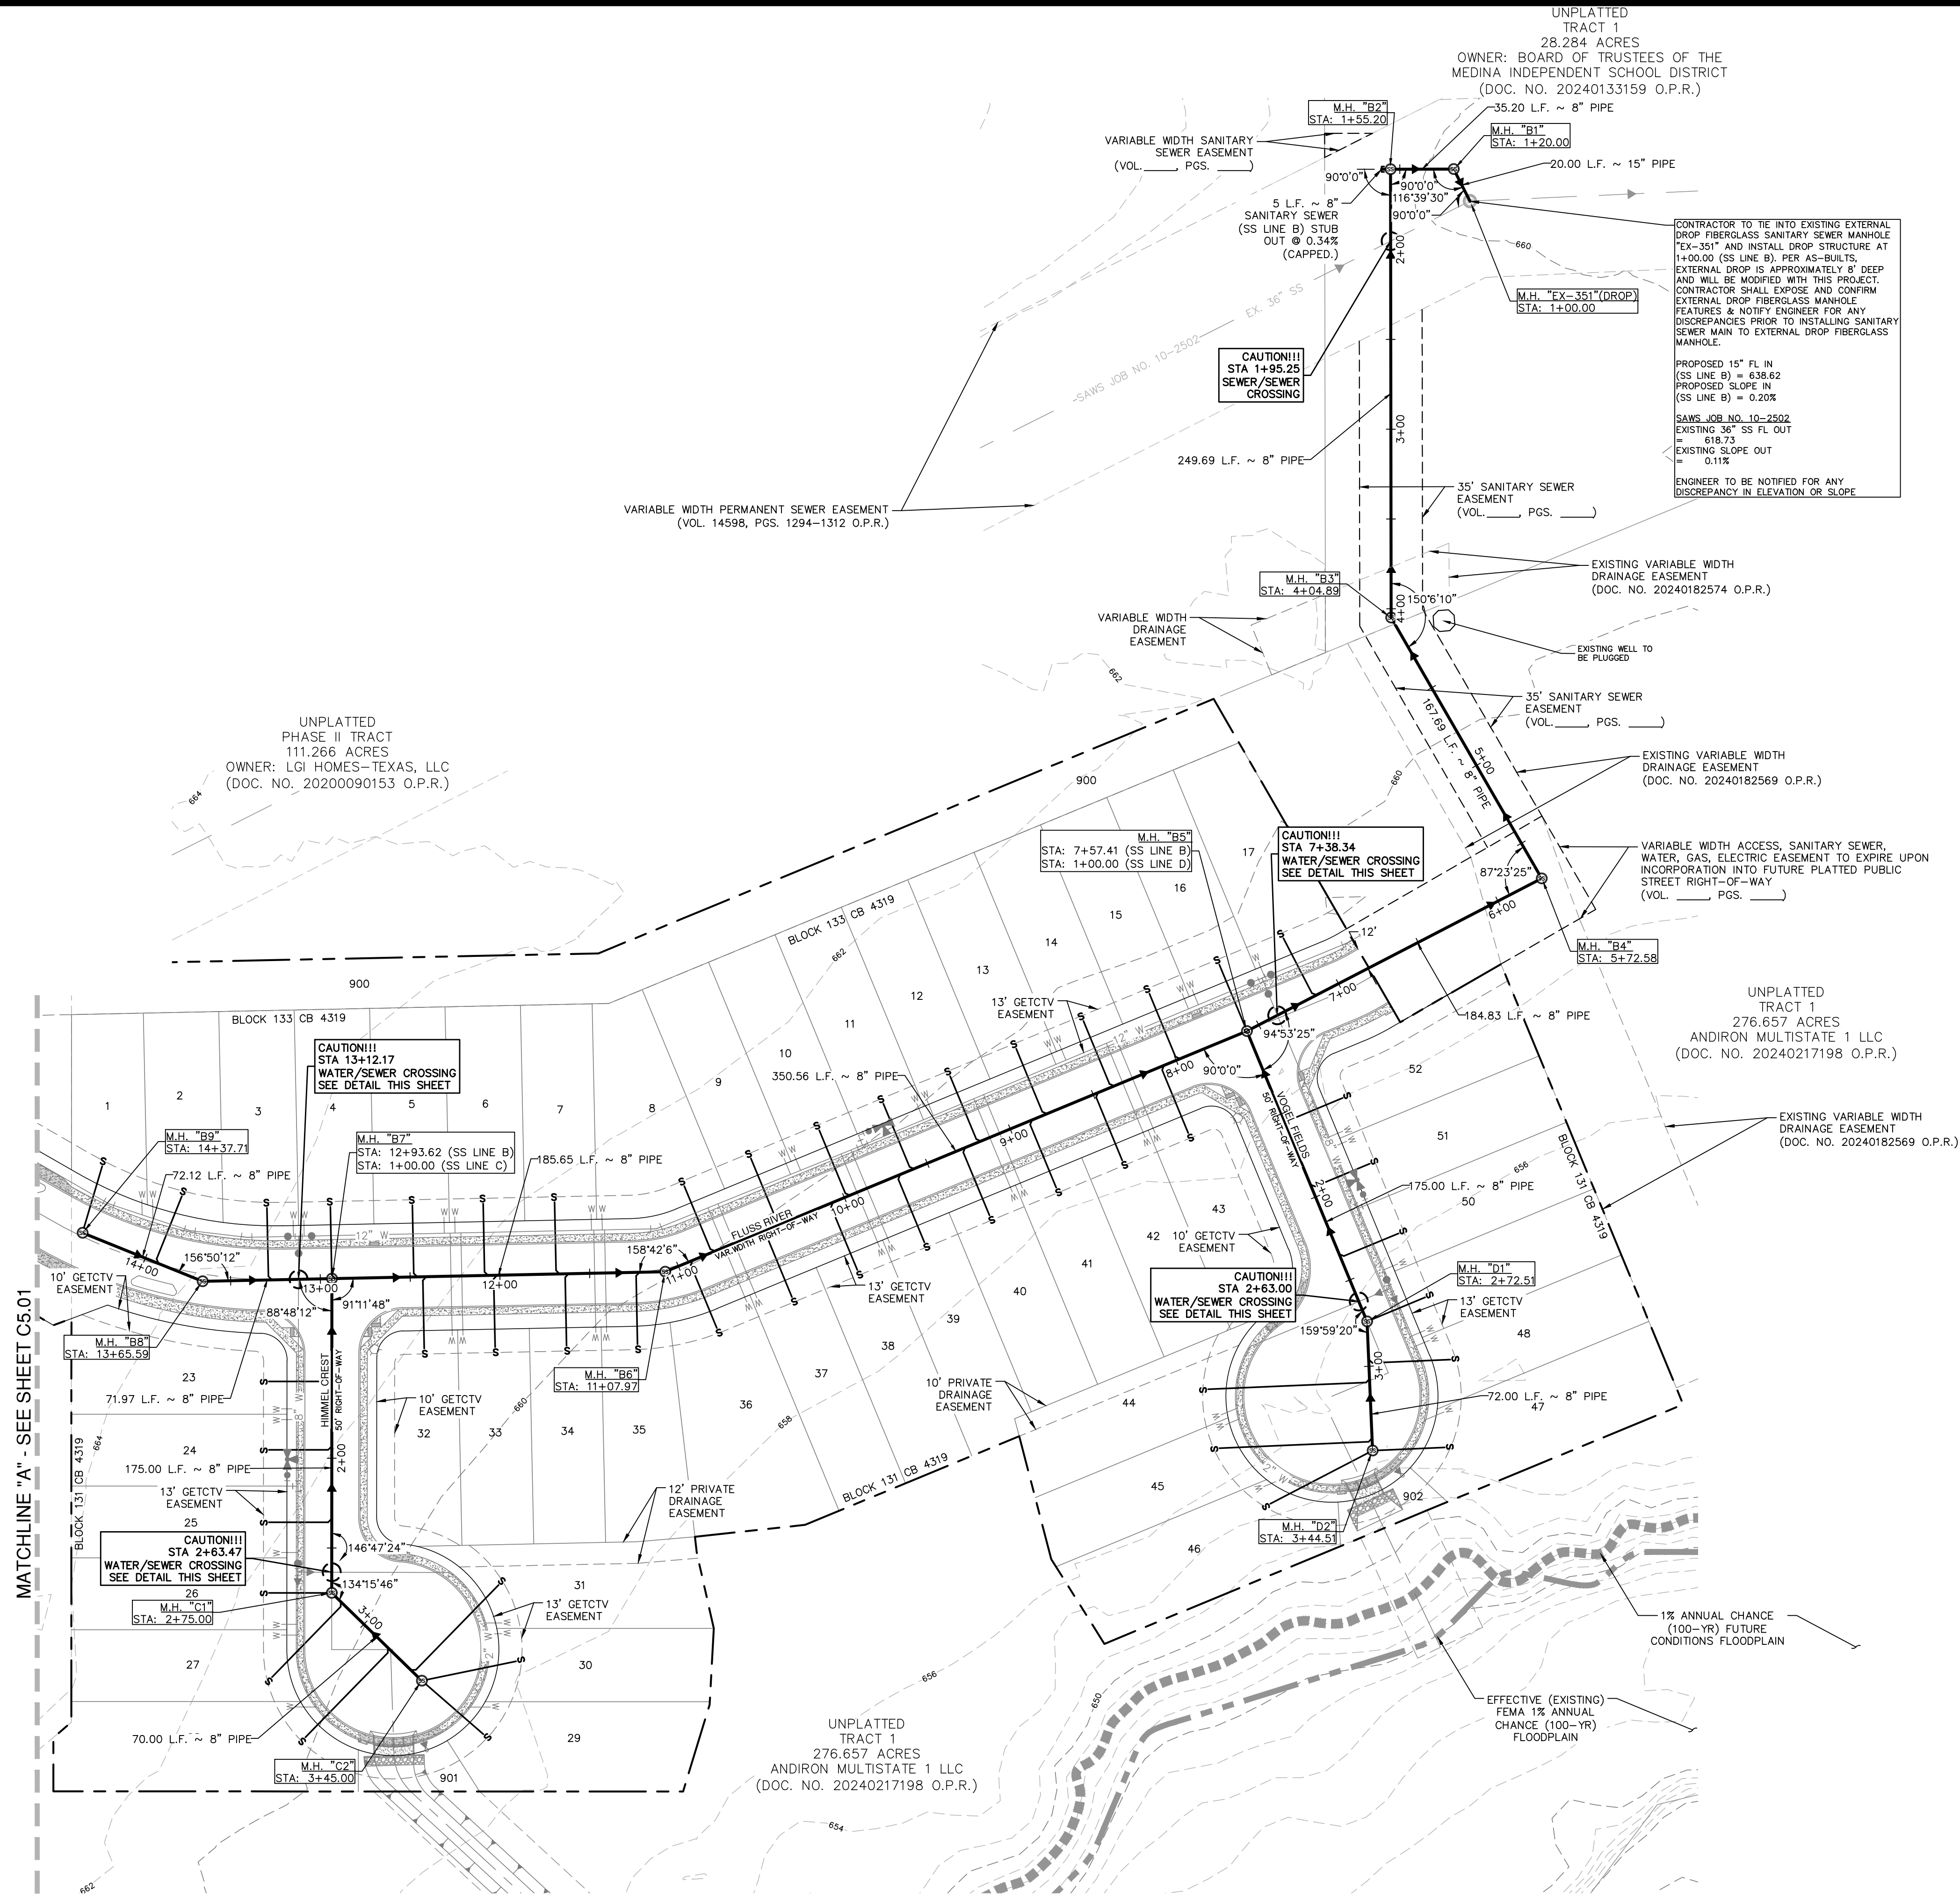 UNPLATTED
TRACT 1
28.284 ACRES
OWNER: BOARD OF TRUSTEES OF THE
MEDINA INDEPENDENT SCHOOL DISTRICT
(DOC. NO. 20240133159 O.P.R.)
35.20 L.F. ~ 8" PIPE
M.H. "B2"
STA: 1+55.20
M.H. "B1"
STA: 1+20.00
20.00 L.F. ~ 15" PIPE
VARIABLE WIDTH SANITARY
SEWER EASEMENT
(VOL.____, PGS. ____)
90°0'0"
90°0'0"
116°39'30"
90°0'0"
5 L.F. ~ 8"
SANITARY SEWER
(SS LINE B) STUB
OUT @ 0.34%
(CAPPED.)
2+00
660
M.H. "EX-351"(DROP)
STA: 1+00.00
CONTRACTOR TO TIE INTO EXISTING EXTERNAL
DROP FIBERGLASS SANITARY SEWER MANHOLE
"EX-351" AND INSTALL DROP STRUCTURE AT
1+00.00 (SS LINE B). PER AS-BUILTS,
EXTERNAL DROP IS APPROXIMATELY 8' DEEP
AND WILL BE MODIFIED WITH THIS PROJECT.
CONTRACTOR SHALL EXPOSE AND CONFIRM
EXTERNAL DROP FIBERGLASS MANHOLE
FEATURES & NOTIFY ENGINEER FOR ANY
DISCREPANCIES PRIOR TO INSTALLING SANITARY
SEWER MAIN TO EXTERNAL DROP FIBERGLASS
MANHOLE.
PROPOSED 15" FL IN
(SS LINE B) = 638.62
PROPOSED SLOPE IN
(SS LINE B) = 0.20%
SAWS JOB NO. 10-2502
EXISTING 36" SS FL OUT
= 618.73
EXISTING SLOPE OUT
= 0.11%
ENGINEER TO BE NOTIFIED FOR ANY
DISCREPANCY IN ELEVATION OR SLOPE
EX. 36" SS
-SAWS JOB NO. 10-2502
CAUTION!!!
STA 1+95.25
SEWER/SEWER
CROSSING
3+00
249.69 L.F. ~ 8" PIPE
VARIABLE WIDTH PERMANENT SEWER EASEMENT
(VOL. 14598, PGS. 1294-1312 O.P.R.)
35' SANITARY SEWER
EASEMENT
(VOL.____, PGS. ____)
EXISTING VARIABLE WIDTH
DRAINAGE EASEMENT
(DOC. NO. 20240182574 O.P.R.)
M.H. "B3"
STA: 4+04.89
4+00
150°6'10"
VARIABLE WIDTH
DRAINAGE
EASEMENT
662
EXISTING WELL TO
BE PLUGGED
35' SANITARY SEWER
EASEMENT
(VOL.____, PGS. ____)
167.69 L.F. ~ 8" PIPE
5+00
EXISTING VARIABLE WIDTH
DRAINAGE EASEMENT
(DOC. NO. 20240182569 O.P.R.)
UNPLATTED
PHASE II TRACT
111.266 ACRES
OWNER: LGI HOMES-TEXAS, LLC
(DOC. NO. 20200090153 O.P.R.)
664
900
660
M.H. "B5"
STA: 7+57.41 (SS LINE B)
STA: 1+00.00 (SS LINE D)
CAUTION!!!
STA 7+38.34
WATER/SEWER CROSSING
SEE DETAIL THIS SHEET
VARIABLE WIDTH ACCESS, SANITARY SEWER,
WATER, GAS, ELECTRIC EASEMENT TO EXPIRE UPON
INCORPORATION INTO FUTURE PLATTED PUBLIC
STREET RIGHT-OF-WAY
(VOL. ____, PGS. ____)
87°23'25"
6+00
M.H. "B4"
STA: 5+72.58
17
16
15
14
13
12
11
10
9
8
BLOCK 133 CB 4319
662
12'
7+00
184.83 L.F. ~ 8" PIPE
UNPLATTED
TRACT 1
276.657 ACRES
ANDIRON MULTISTATE 1 LLC
(DOC. NO. 20240217198 O.P.R.)
900
BLOCK 133 CB 4319
13' GETCTV
EASEMENT
12" W
94°53'25"
90°0'0"
8+00
350.56 L.F. ~ 8" PIPE
9+00
10+00
FLUSS RIVER
VAR.WIDTH RIGHT-OF-WAY
CAUTION!!!
STA 13+12.17
WATER/SEWER CROSSING
SEE DETAIL THIS SHEET
1
2
3
4
5
6
7
M.H. "B9"
STA: 14+37.71
72.12 L.F. ~ 8" PIPE
M.H. "B7"
STA: 12+93.62 (SS LINE B)
STA: 1+00.00 (SS LINE C)
185.65 L.F. ~ 8" PIPE
12" W
158°42'6"
11+00
12+00
13+00
14+00
156°50'12"
88°48'12"
91°11'48"
10' GETCTV
EASEMENT
M.H. "B8"
STA: 13+65.59
71.97 L.F. ~ 8" PIPE
M.H. "B6"
STA: 11+07.97
13' GETCTV
EASEMENT
VOGEL FIELDS
50' RIGHT-OF-WAY
52
51
50
656
8" W
175.00 L.F. ~ 8" PIPE
2+00
BLOCK 131 CB 4319
EXISTING VARIABLE WIDTH
DRAINAGE EASEMENT
(DOC. NO. 20240182569 O.P.R.)
43
42
10' GETCTV
EASEMENT
41
40
39
38
37
36
CAUTION!!!
STA 2+63.00
WATER/SEWER CROSSING
SEE DETAIL THIS SHEET
M.H. "D1"
STA: 2+72.51
13' GETCTV
EASEMENT
159°59'20"
48
3+00
72.00 L.F. ~ 8" PIPE
47
10' PRIVATE
DRAINAGE
EASEMENT
44
45
46
2" W
902
M.H. "D2"
STA: 3+44.51
MATCHLINE "A" - SEE SHEET C5.01
23
24
25
26
27
664
BLOCK 131 CB 4319
HIMMEL CREST
50' RIGHT-OF-WAY
8" W
10' GETCTV
EASEMENT
660
658
32
33
34
35
2+00
175.00 L.F. ~ 8" PIPE
13' GETCTV
EASEMENT
12' PRIVATE
DRAINAGE
EASEMENT
BLOCK 131 CB 4319
CAUTION!!!
STA 2+63.47
WATER/SEWER CROSSING
SEE DETAIL THIS SHEET
146°47'24"
134°15'46"
M.H. "C1"
STA: 2+75.00
3+00
31
13' GETCTV
EASEMENT
30
29
2"
70.00 L.F. ~ 8" PIPE
M.H. "C2"
STA: 3+45.00
901
UNPLATTED
TRACT 1
276.657 ACRES
ANDIRON MULTISTATE 1 LLC
(DOC. NO. 20240217198 O.P.R.)
656
650
654
662
1% ANNUAL CHANCE
(100-YR) FUTURE
CONDITIONS FLOODPLAIN
EFFECTIVE (EXISTING)
FEMA 1% ANNUAL
CHANCE (100-YR)
FLOODPLAIN